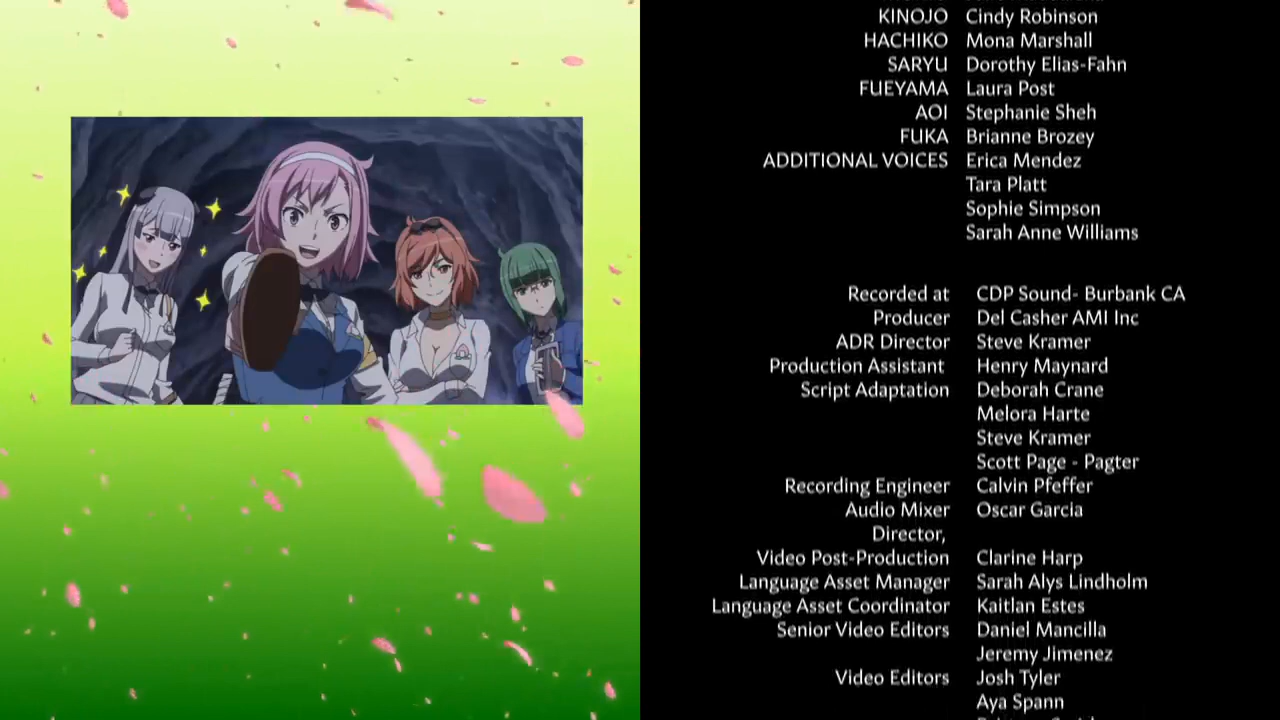 KINOJO Cindy Robinson
HACHIKO Mona Marshall
SARYU Dorothy Elias-Fahn
FUEYAMA Laura Post
AOI Stephanie Sheh
FUKA Brianne Brozey
ADDITIONAL VOICES Erica Mendez
Tara Platt
Sophie Simpson
Sarah Anne Williams
Recorded at CDP Sound- Burbank CA
Producer Del Casher AMI Inc
ADR Director Steve Kramer
Production Assistant Henry Maynard
Script Adaptation Deborah Crane
Melora Harte
Steve Kramer
Scott Page - Pagter
Recording Engineer Calvin Pfeffer
Audio Mixer Oscar Garcia
Director,
Video Post-Production Clarine Harp
Language Asset Manager Sarah Alys Lindholm
Language Asset Coordinator Kaitlan Estes
Senior Video Editors Daniel Mancilla
Jeremy Jimenez
Video Editors Josh Tyler
Aya Spann